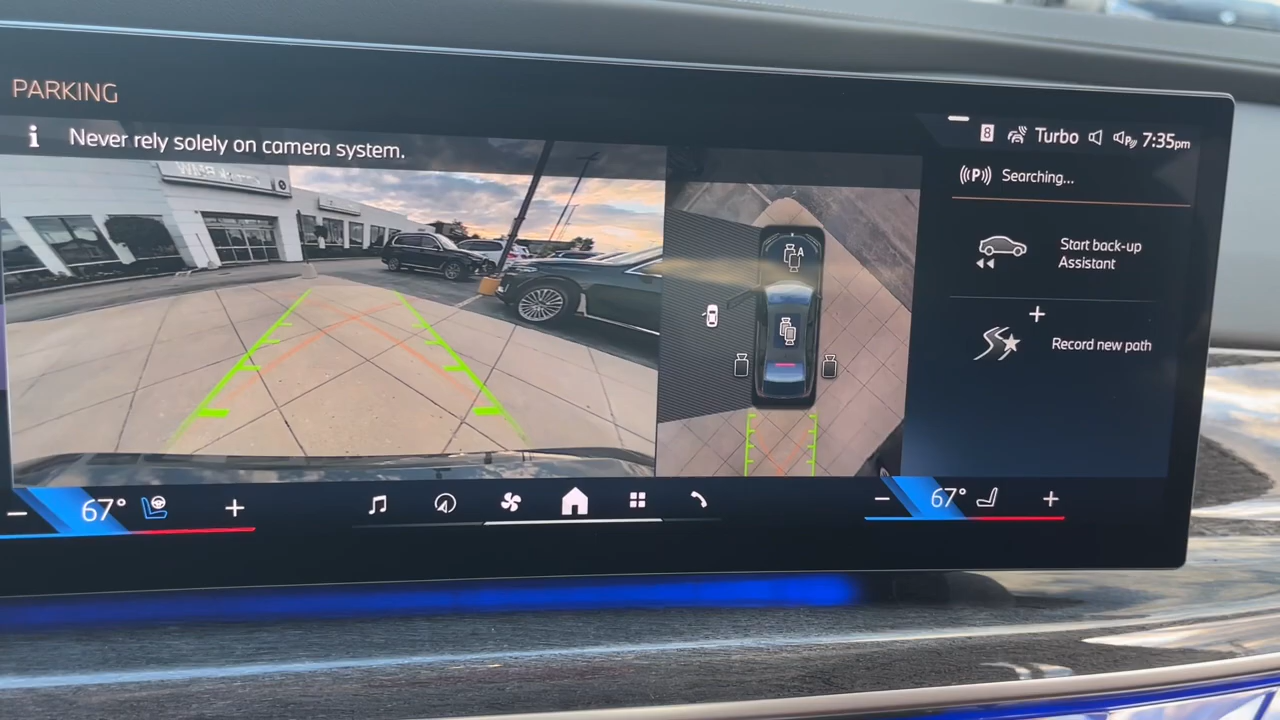 PARKING
i Never rely solely on camera system.
8 Turbo P 7:35pm
((P)) Searching...
A
Start back-up
Assistant
Record new path
67°
67°